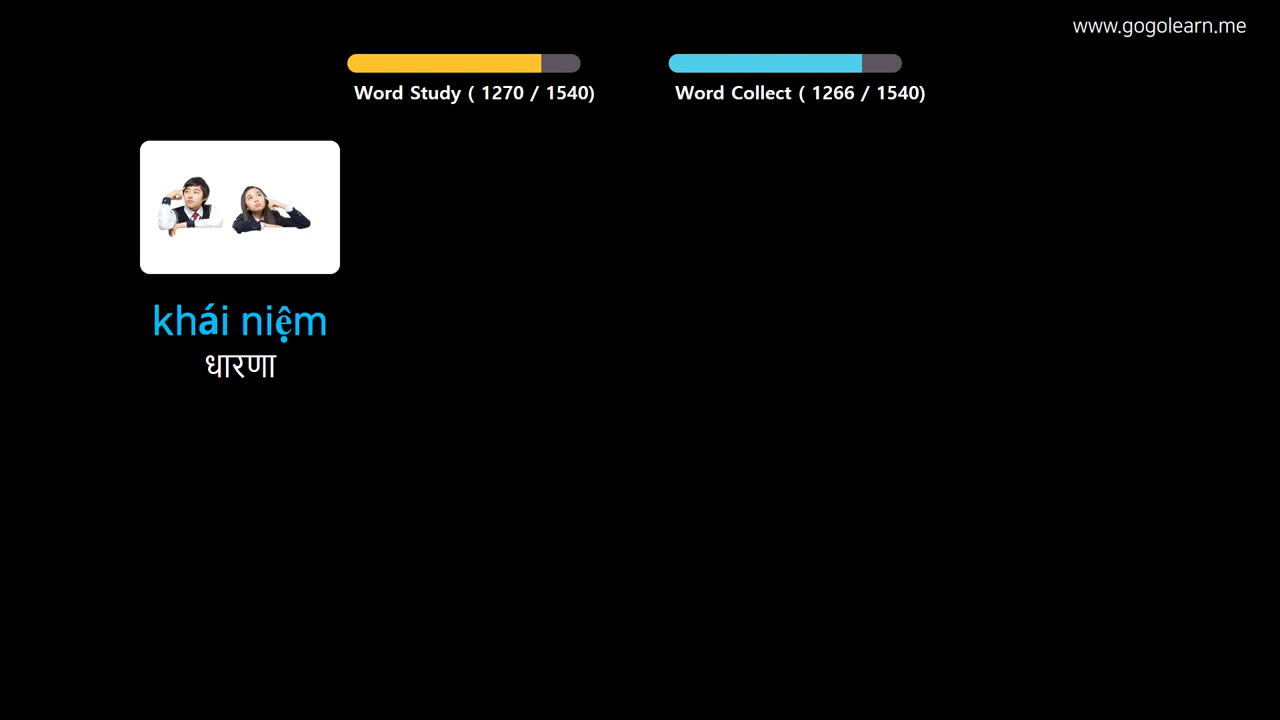 www.gogolearn.me
Word Study ( 1270 / 1540)
Word Collect ( 1266 / 1540)
khái niệm
धारणा